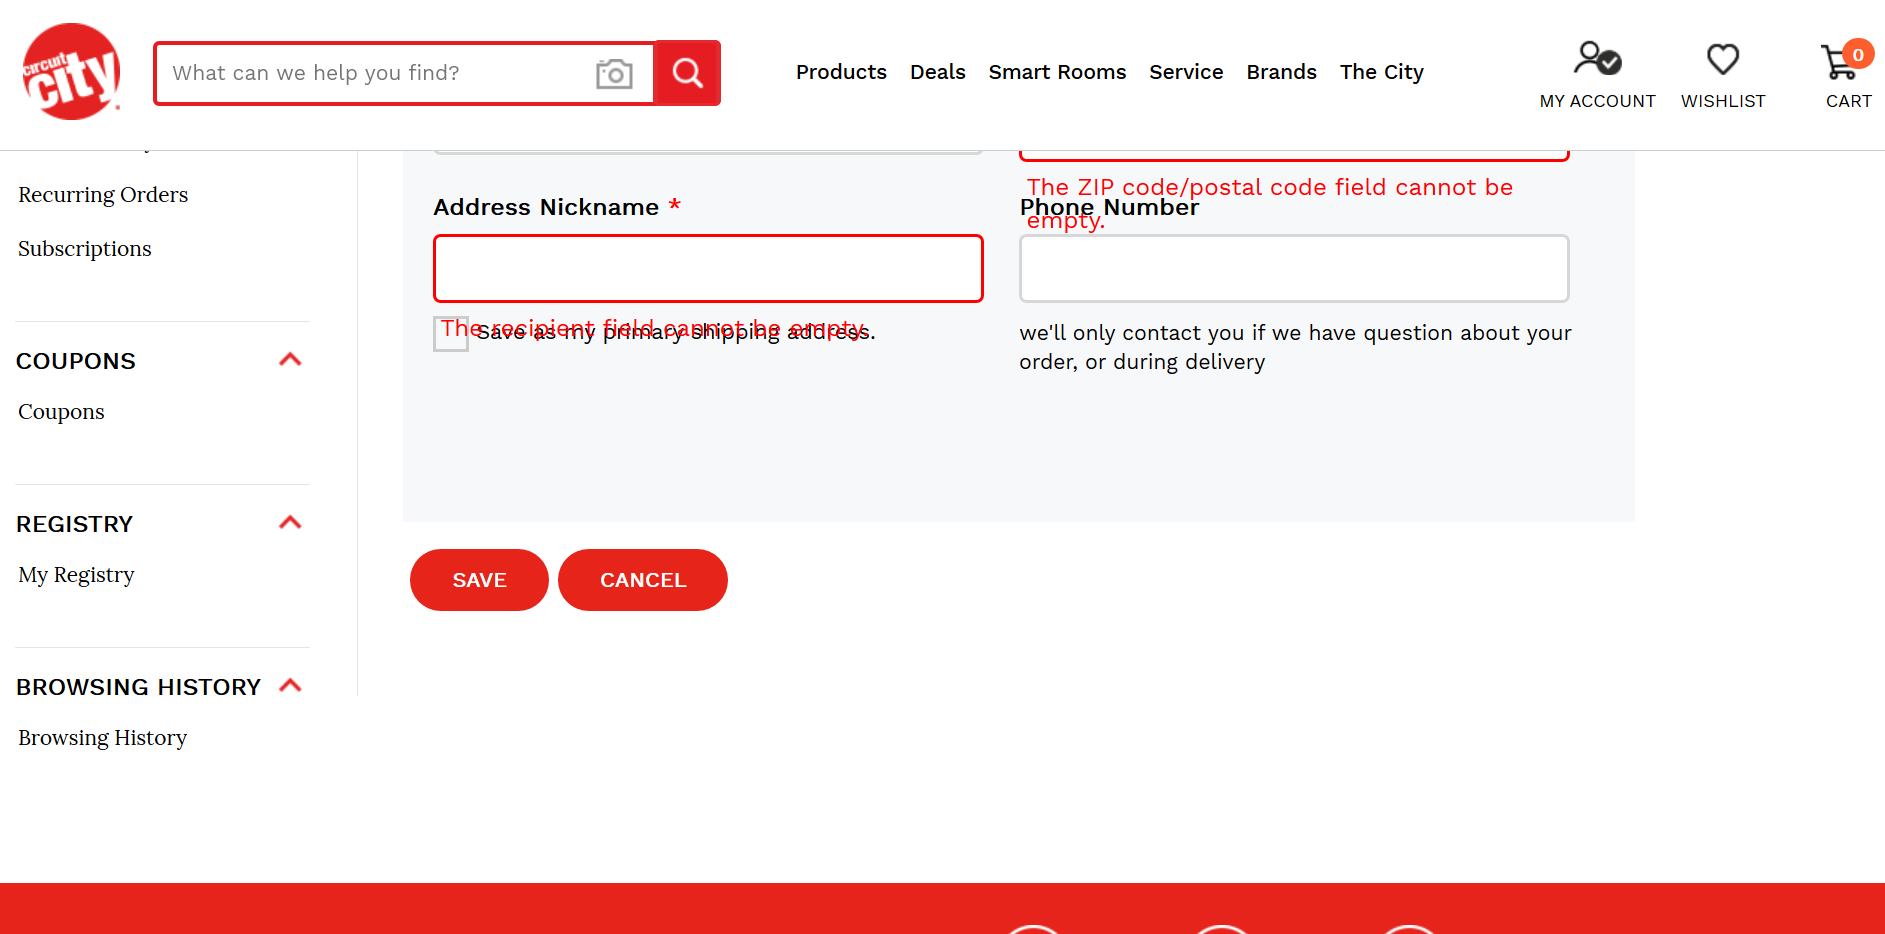 circuit
city
What can we help you find?
Products Deals Smart Rooms Service Brands The City
MY ACCOUNT
WISHLIST
0
CART
Recurring Orders
Subscriptions
COUPONS
Coupons
REGISTRY
My Registry
BROWSING HISTORY
Browsing History
The ZIP code/postal code field cannot be
empty.
Address Nickname *
Phone Number
The recipient field cannot be empty.
Save as my primary shipping address.
we'll only contact you if we have question about your
order, or during delivery
SAVE
CANCEL